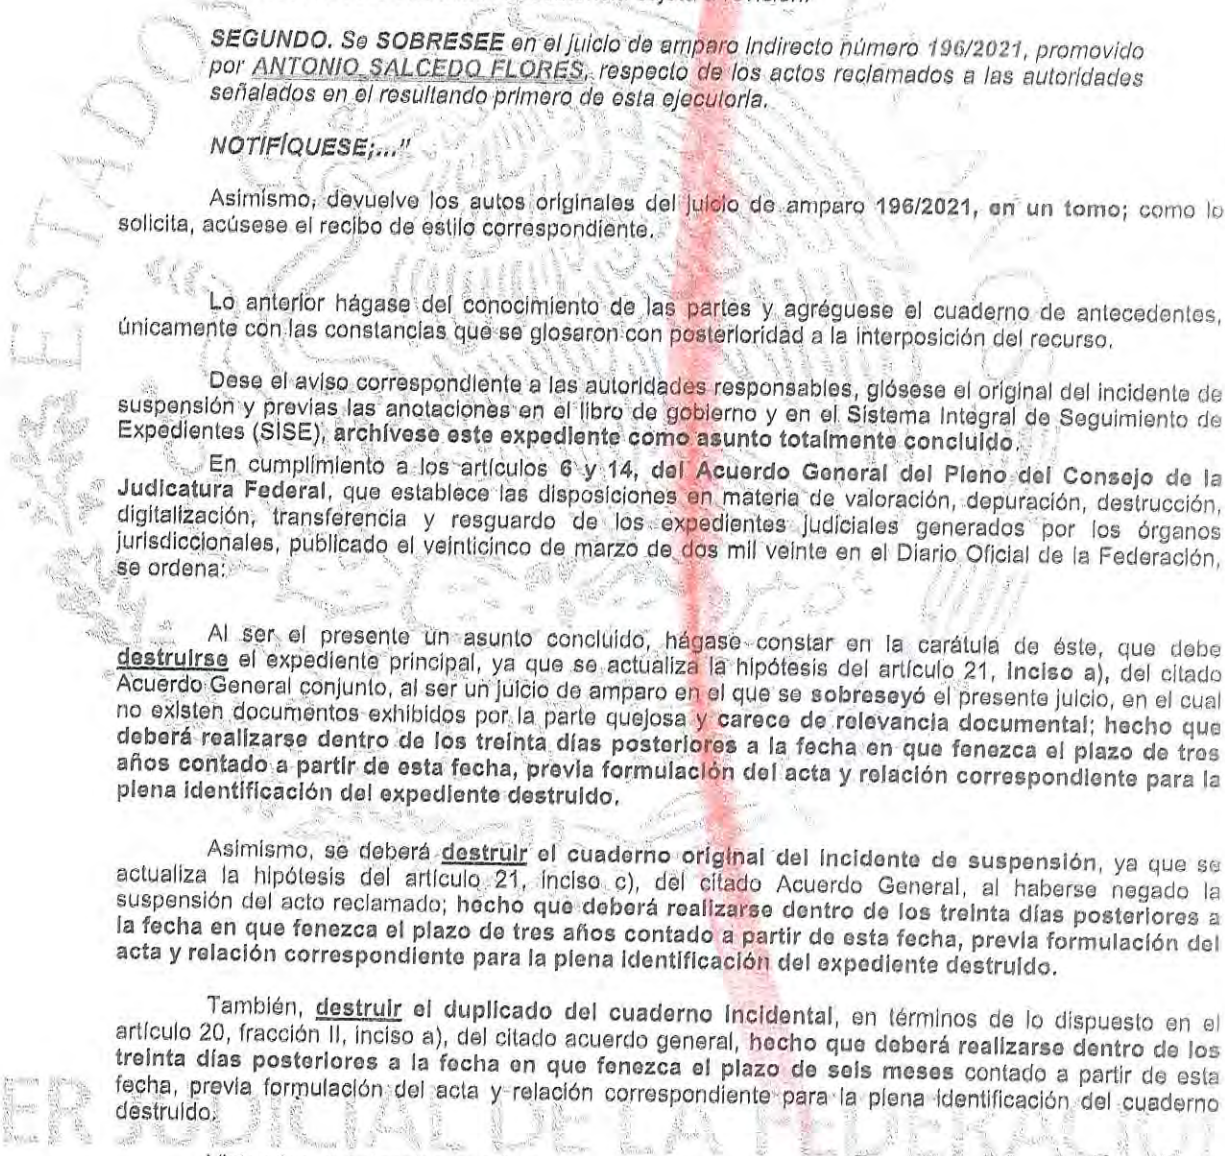 SEGUNDO. Se SOBRESEE en el juicio de amparo indirecto número 196/2021, promovido
por ANTONIO SALCEDO FLORES, respecto de los actos reclamados a las autoridades
señalados en el resultando primero de esta ejecutoria.
NOTIFÍQUESE;..."
Asimismo, devuelve los autos originales del juicio de amparo 196/2021, en un tomo; como lo
solicita, acúsese el recibo de estilo correspondiente.
Lo anterior hágase del conocimiento de las partes y agréguese el cuaderno de antecedentes,
únicamente con las constancias que se glosaron con posterioridad a la interposición del recurso.
Dese el aviso correspondiente a las autoridades responsables, glósese el original del incidente de
suspensión y previas las anotaciones en el libro de gobierno y en el Sistema Integral de Seguimiento de
Expedientes (SISE), archívese este expediente como asunto totalmente concluido.
En cumplimiento a los artículos 6 y 14, del Acuerdo General del Pleno del Consejo de la
Judicatura Federal, que establece las disposiciones en materia de valoración, depuración, destrucción,
digitalización, transferencia y resguardo de los expedientes judiciales generados por los órganos
jurisdiccionales, publicado el veinticinco de marzo de dos mil veinte en el Diario Oficial de la Federación,
se ordena:
Al ser el presente un asunto concluido, hágase constar en la carátula de éste, que debe
destruirse el expediente principal, ya que se actualiza la hipótesis del artículo 21, inciso a), del citado
Acuerdo General conjunto, al ser un juicio de amparo en el que se sobreseyó el presente juicio, en el cual
no existen documentos exhibidos por la parte quejosa y carece de relevancia documental; hecho que
deberá realizarse dentro de los treinta días posteriores a la fecha en que fenezca el plazo de tres
años contado a partir de esta fecha, previa formulación del acta y relación correspondiente para la
plena identificación del expediente destruido.
Asimismo, se deberá destruir el cuaderno original del incidente de suspensión, ya que se
actualiza la hipótesis del artículo 21, inciso c), del citado Acuerdo General, al haberse negado la
suspensión del acto reclamado; hecho que deberá realizarse dentro de los treinta días posteriores a
la fecha en que fenezca el plazo de tres años contado a partir de esta fecha, previa formulación del
acta y relación correspondiente para la plena identificación del expediente destruido.
También, destruir el duplicado del cuaderno incidental, en términos de lo dispuesto en el
artículo 20, fracción II, inciso a), del citado acuerdo general, hecho que deberá realizarse dentro de los
treinta días posteriores a la fecha en que fenezca el plazo de seis meses contado a partir de esta
fecha, previa formulación del acta y relación correspondiente para la plena identificación del cuaderno
destruido.
ESTADO
ER JUDICIAL DE LA FEDERACIÓN